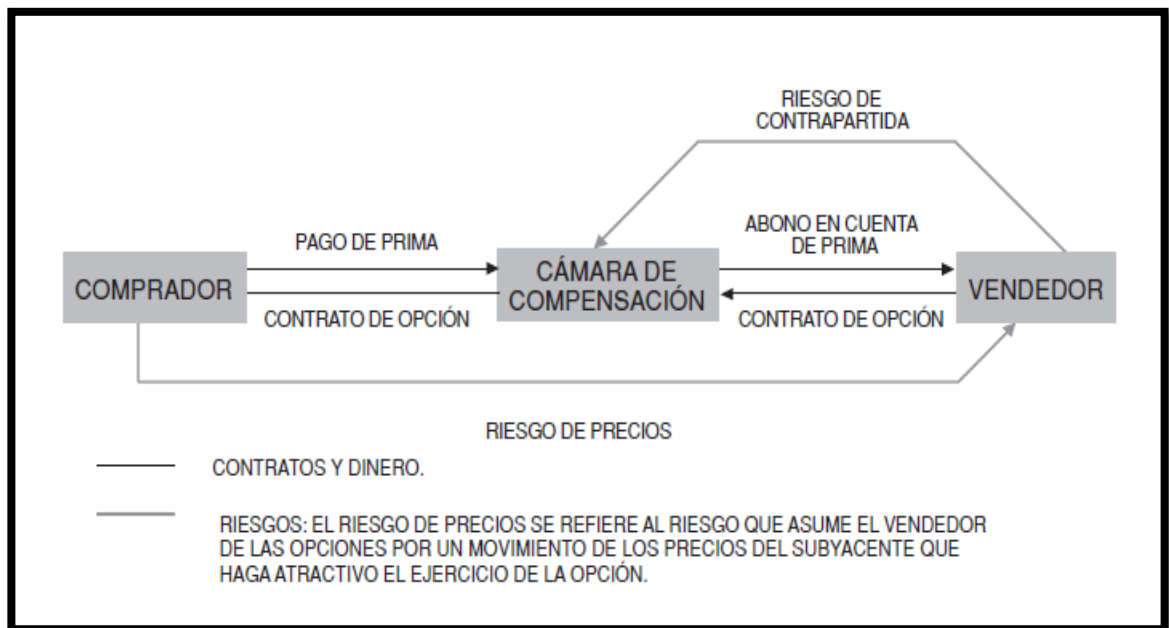 RIESGO DE
CONTRAPARTIDA
PAGO DE PRIMA
ABONO EN CUENTA
DE PRIMA
COMPRADOR
CÁMARA DE
COMPENSACIÓN
VENDEDOR
CONTRATO DE OPCIÓN
CONTRATO DE OPCIÓN
RIESGO DE PRECIOS
CONTRATOS Y DINERO.
RIESGOS: EL RIESGO DE PRECIOS SE REFIERE AL RIESGO QUE ASUME EL VENDEDOR
DE LAS OPCIONES POR UN MOVIMIENTO DE LOS PRECIOS DEL SUBYACENTE QUE
HAGA ATRACTIVO EL EJERCICIO DE LA OPCIÓN.